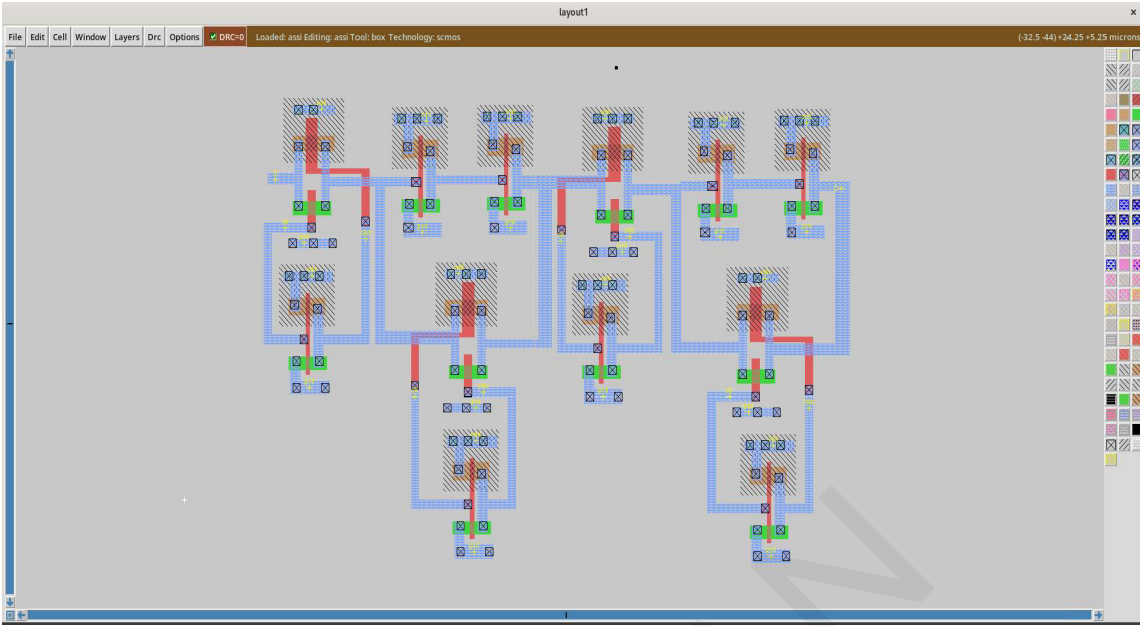 layout1
×
File Edit Cell Window Layers Drc Options DRC=0 Loaded: assi Editing: assi Tool: box Technology: scmos (-32.5 -44) +24.25 +5.25 microns
N